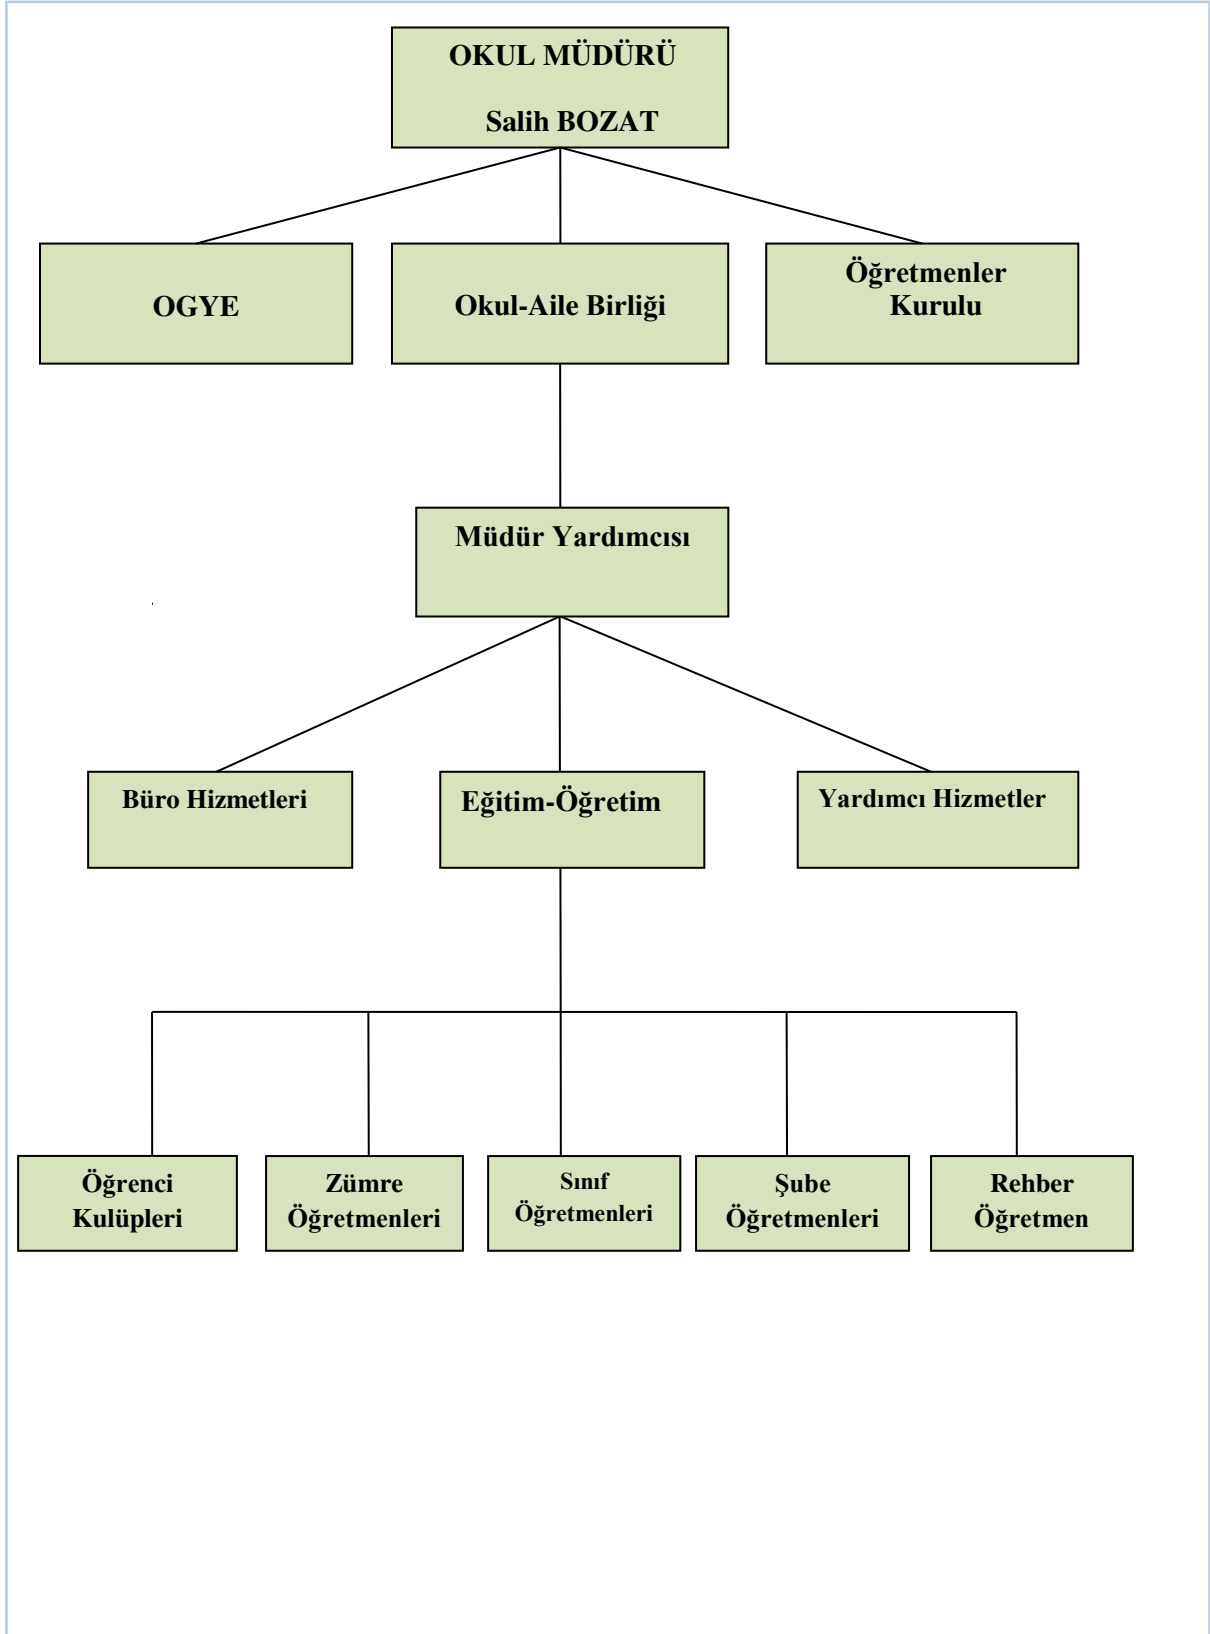 OKUL MÜDÜRÜ
Salih BOZAT
OGYE
Okul-Aile Birliği
Öğretmenler
Kurulu
Müdür Yardımcısı
Büro Hizmetleri
Eğitim-Öğretim
Yardımcı Hizmetler
Öğrenci
Kulüpleri
Zümre
Öğretmenleri
Sınıf
Öğretmenleri
Şube
Öğretmenleri
Rehber
Öğretmen